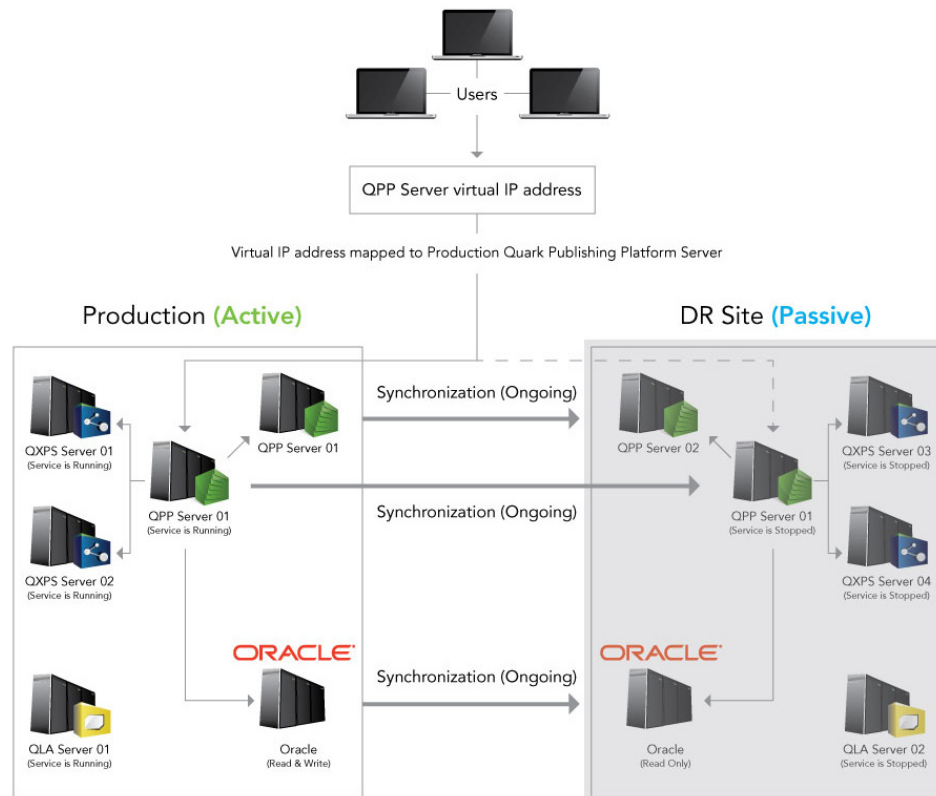 Users
QPP Server virtual IP address
Virtual IP address mapped to Production Quark Publishing Platform Server
Production (Active)
QXPS Server 01
(Service is Running)
QPP Server 01
QPP Server 01
(Service is Running)
QXPS Server 02
(Service is Running)
ORACLE
QLA Server 01
(Service is Running)
Oracle
(Read & Write)
Synchronization (Ongoing)
Synchronization (Ongoing)
Synchronization (Ongoing)
DR Site (Passive)
QPP Server 02
QXPS Server 03
(Service is Stopped)
QPP Server 01
(Service is Stopped)
QXPS Server 04
(Service is Stopped)
ORACLE
Oracle
(Read Only)
QLA Server 02
(Service is Stopped)